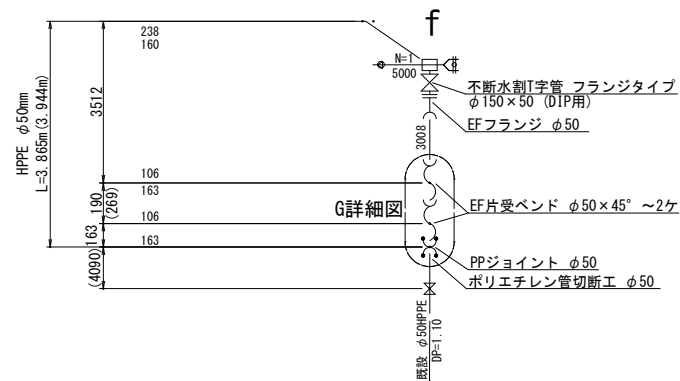 f
238
160
N=1
5000
不断水割T字管 フランジタイプ
φ150×50 (DIP用)
EFフランジ φ50
3008
HPPE φ50mm
L=3.865m(3.944m)
3512
106
163
190
(269)
106
163
163
(4090)
G詳細図
EF片受ベンド φ50×45° ～2ケ
PPジョイント φ50
ポリエチレン管切断工 φ50
既設 φ50HPPE
DP=1.10